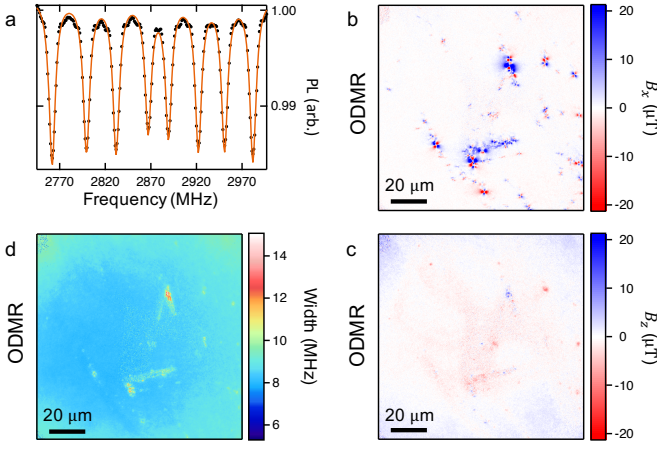 a
1.00
0.99
PL (arb.)
2770
2820
2870
2920
2970
Frequency (MHz)
b
ODMR
20 μm
20
10
0
-10
-20
Bx (μT)
d
ODMR
20 μm
14
12
10
8
6
Width (MHz)
c
ODMR
20 μm
20
10
0
-10
-20
Bz (μT)